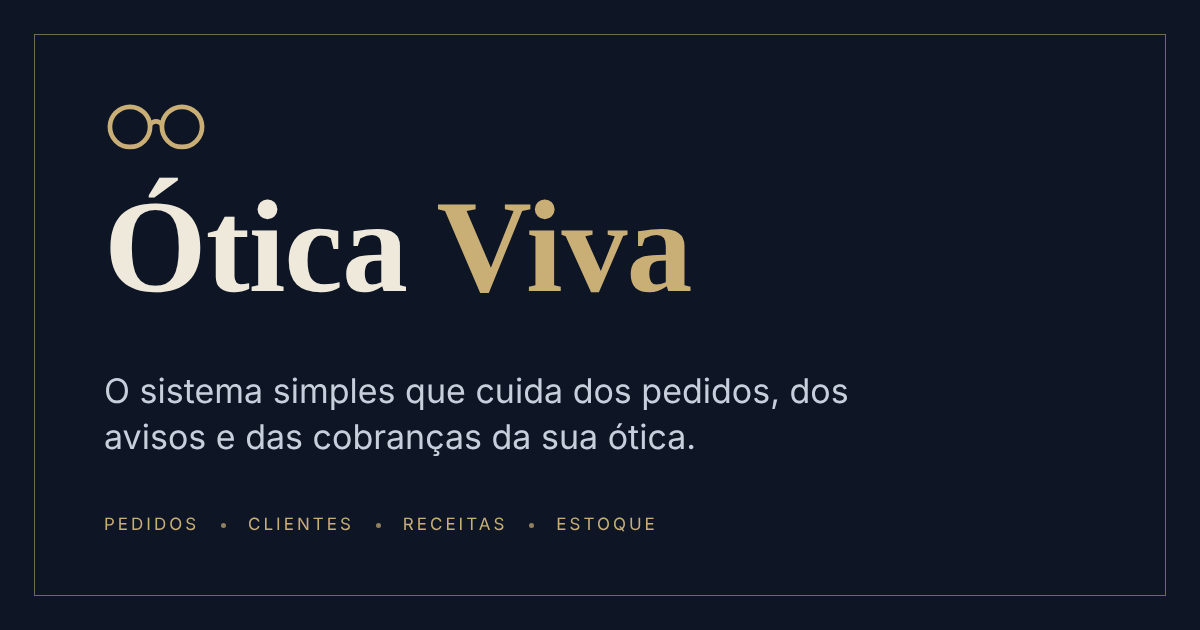 Ótica Viva
O sistema simples que cuida dos pedidos, dos
avisos e das cobranças da sua ótica.
PEDIDOS • CLIENTES • RECEITAS • ESTOQUE